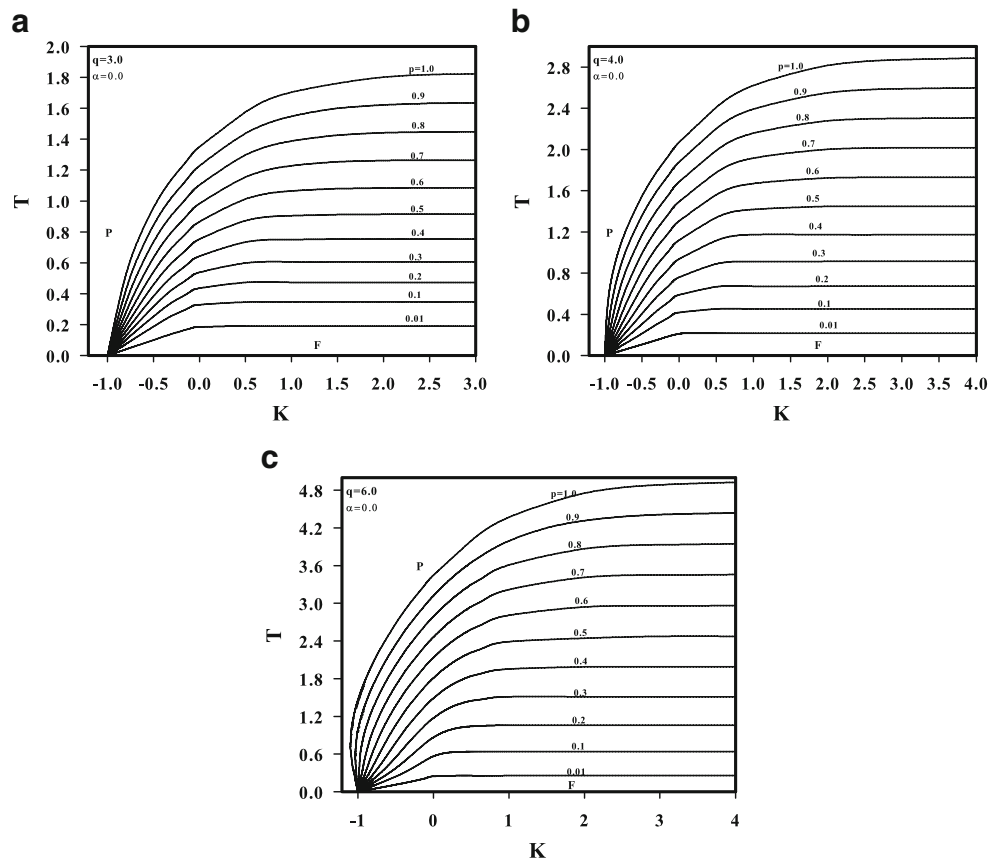 a
2.0
1.8
1.6
1.4
1.2
1.0
0.8
0.6
0.4
0.2
0.0
T
q=3.0
α=0.0
P
F
p=1.0
0.9
0.8
0.7
0.6
0.5
0.4
0.3
0.2
0.1
0.01
-1.0 -0.5 0.0 0.5 1.0 1.5 2.0 2.5 3.0
K
b
2.8
2.4
2.0
1.6
1.2
0.8
0.4
0.0
T
q=4.0
α=0.0
P
F
p=1.0
0.9
0.8
0.7
0.6
0.5
0.4
0.3
0.2
0.1
0.01
-1.0 -0.5 0.0 0.5 1.0 1.5 2.0 2.5 3.0 3.5 4.0
K
c
4.8
4.2
3.6
3.0
2.4
1.8
1.2
0.6
0.0
T
q=6.0
α=0.0
P
F
p=1.0
0.9
0.8
0.7
0.6
0.5
0.4
0.3
0.2
0.1
0.01
-1 0 1 2 3 4
K